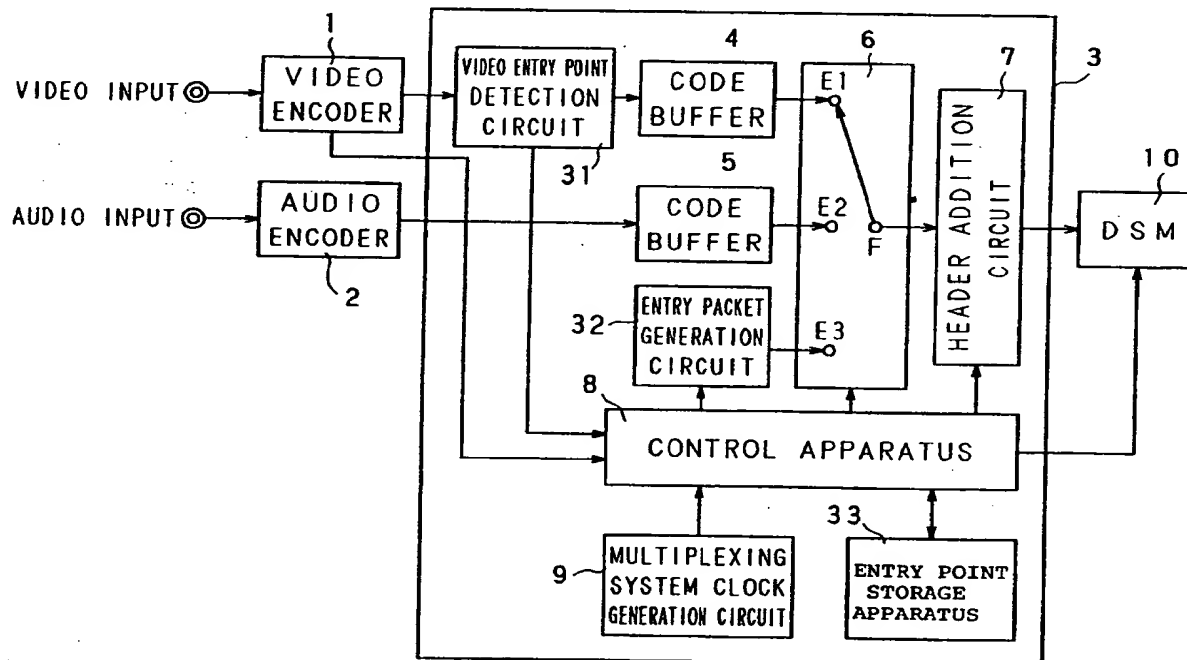 1
VIDEO INPUT
VIDEO
ENCODER
VIDEO ENTRY POINT
DETECTION
CIRCUIT
31
4
CODE
BUFFER
6
E1
E2
E3
F
7
HEADER ADDITION
CIRCUIT
3
10
DSM
AUDIO INPUT
AUDIO
ENCODER
2
5
CODE
BUFFER
32
ENTRY PACKET
GENERATION
CIRCUIT
8
CONTROL APPARATUS
9
MULTIPLEXING
SYSTEM CLOCK
GENERATION CIRCUIT
33
ENTRY POINT
STORAGE
APPARATUS